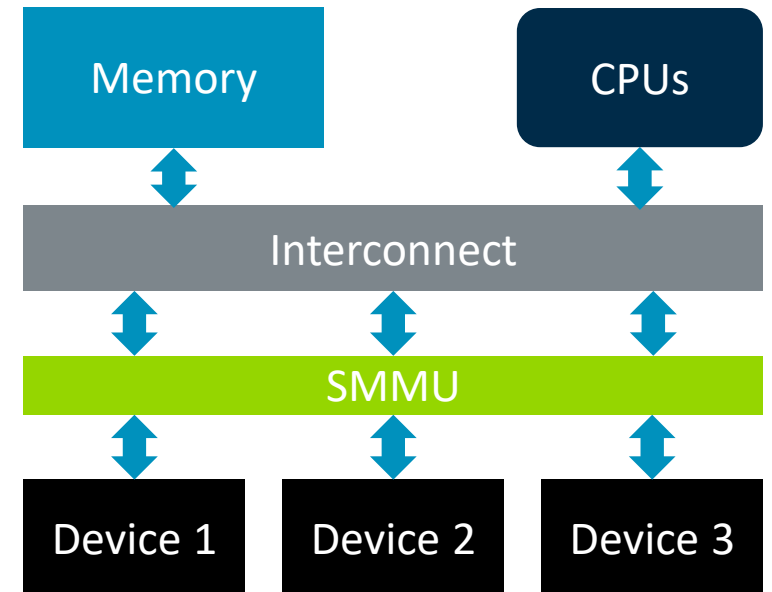 Memory
CPUs
Interconnect
SMMU
Device 1
Device 2
Device 3